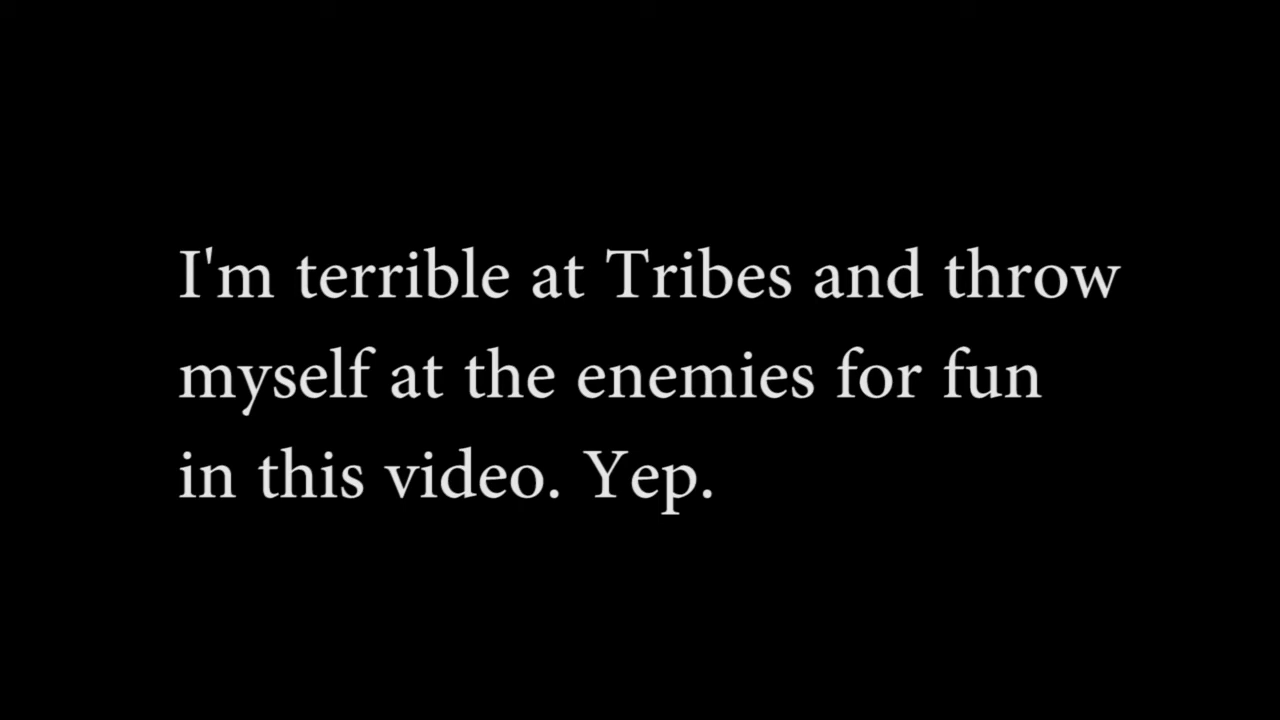 I'm terrible at Tribes and throw
myself at the enemies for fun
in this video. Yep.